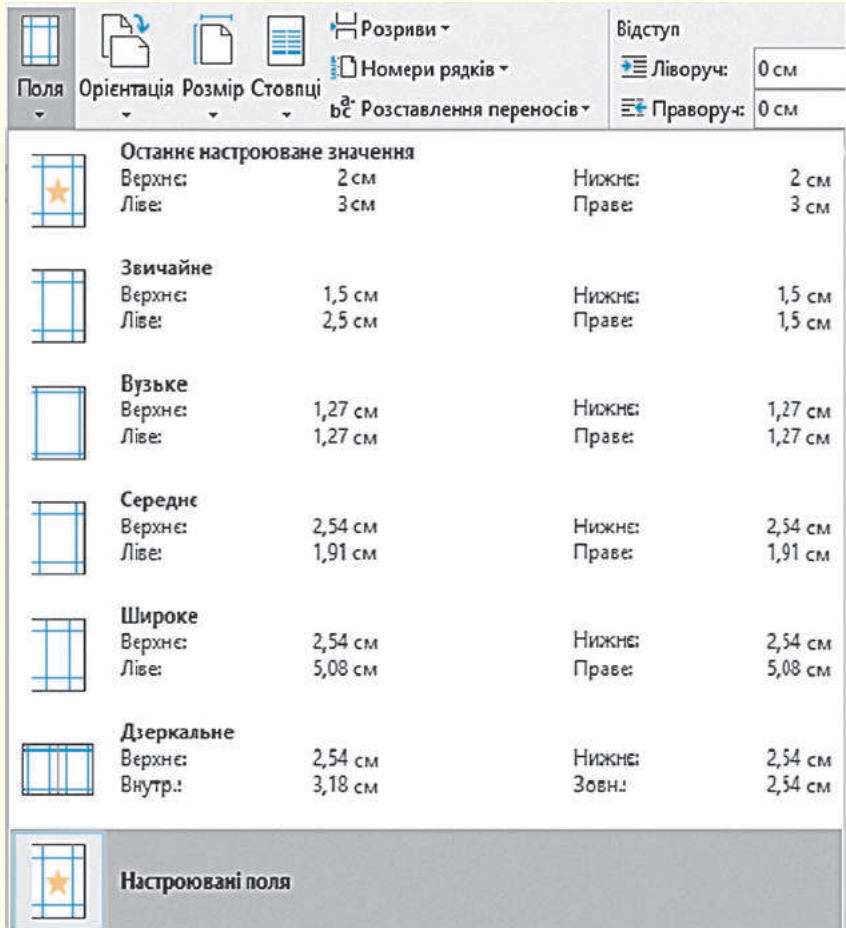 Поля
Орієнтація
Розмір
Стовпці
Розриви
Номери рядків
bc Розставлення переносів
Відступ
Ліворуч: 0 см
Праворуч: 0 см
Останнє настроюване значення
Верхнє: 2 см Нижнє: 2 см
Ліве: 3 см Праве: 3 см
Звичайне
Верхнє: 1,5 см Нижнє: 1,5 см
Ліве: 2,5 см Праве: 1,5 см
Вузьке
Верхнє: 1,27 см Нижнє: 1,27 см
Ліве: 1,27 см Праве: 1,27 см
Середнє
Верхнє: 2,54 см Нижнє: 2,54 см
Ліве: 1,91 см Праве: 1,91 см
Широке
Верхнє: 2,54 см Нижнє: 2,54 см
Ліве: 5,08 см Праве: 5,08 см
Дзеркальне
Верхнє: 2,54 см Нижнє: 2,54 см
Внутр.: 3,18 см Зовн.: 2,54 см
Настроювані поля